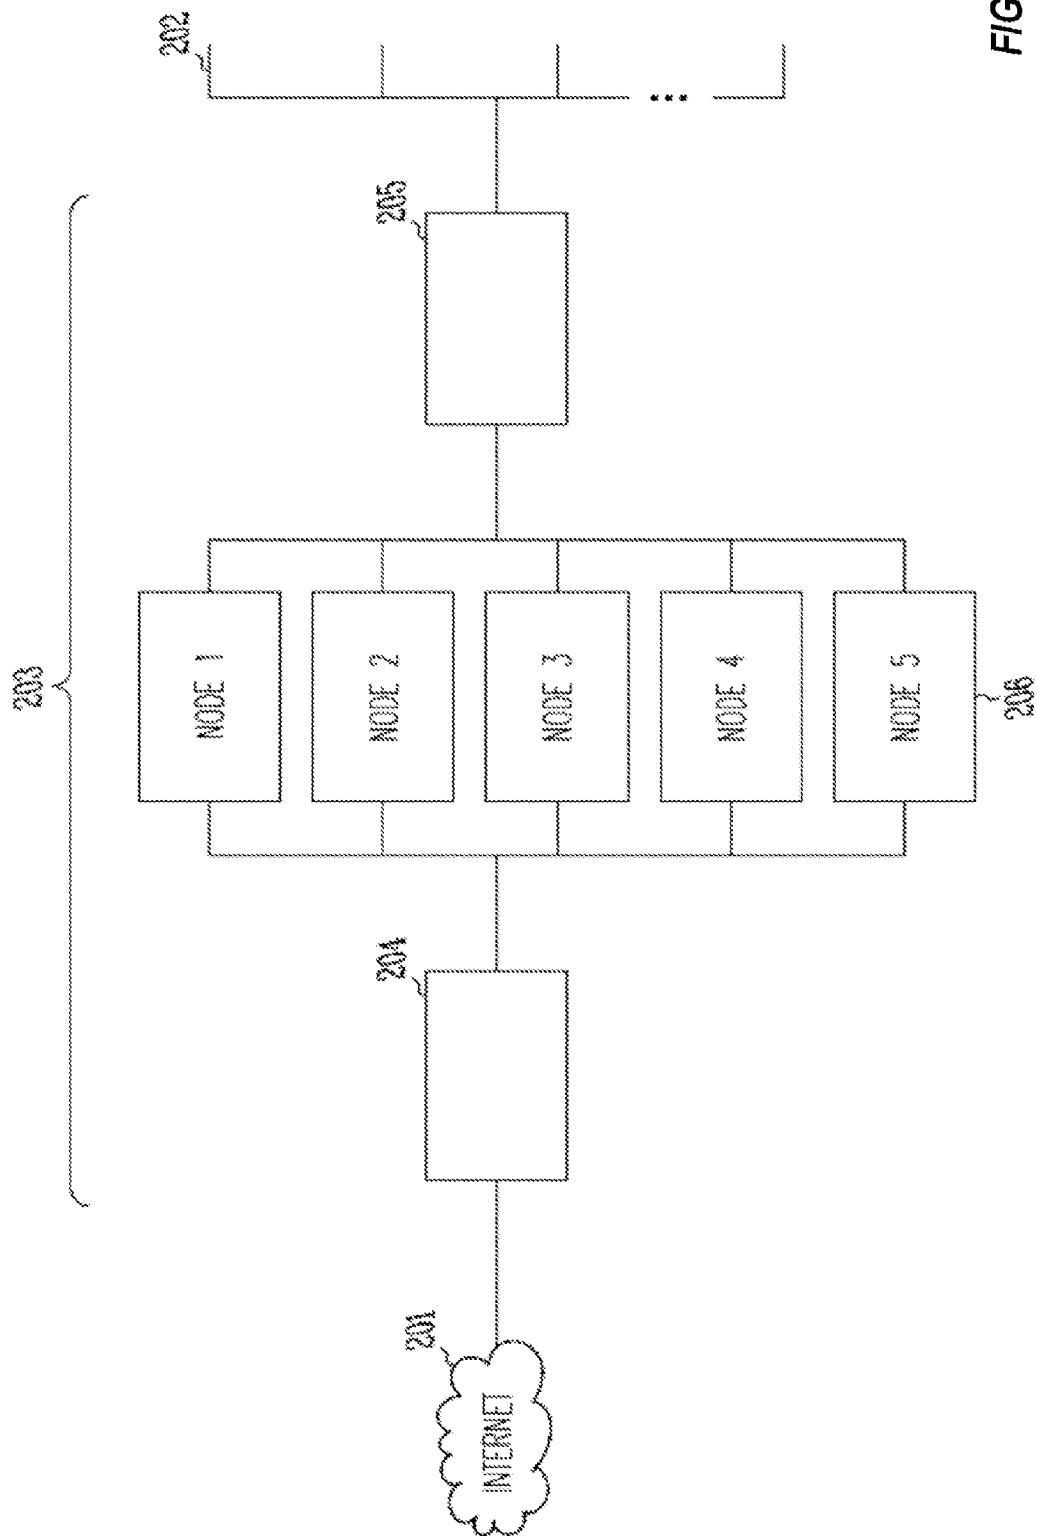 203
202
205
NODE 1
NODE 2
NODE 3
NODE 4
NODE 5
206
204
201
INTERNET
FIG